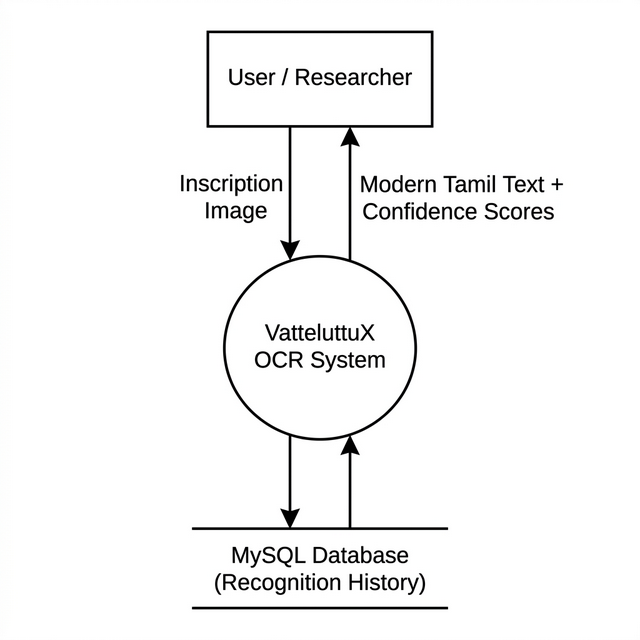 User / Researcher
Inscription
Image
Modern Tamil Text +
Confidence Scores
VatteluttuX
OCR System
MySQL Database
(Recognition History)